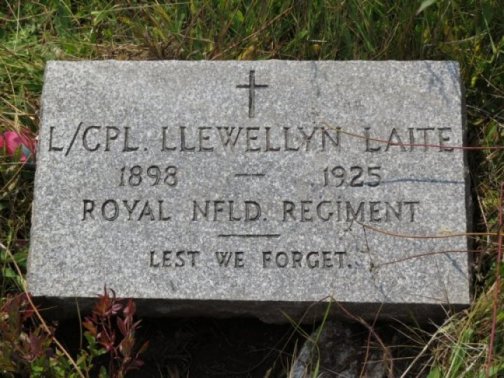 L/CPL. LLEWELLYN LAITE
1898 — 1925
ROYAL NFLD. REGIMENT
LEST WE FORGET.